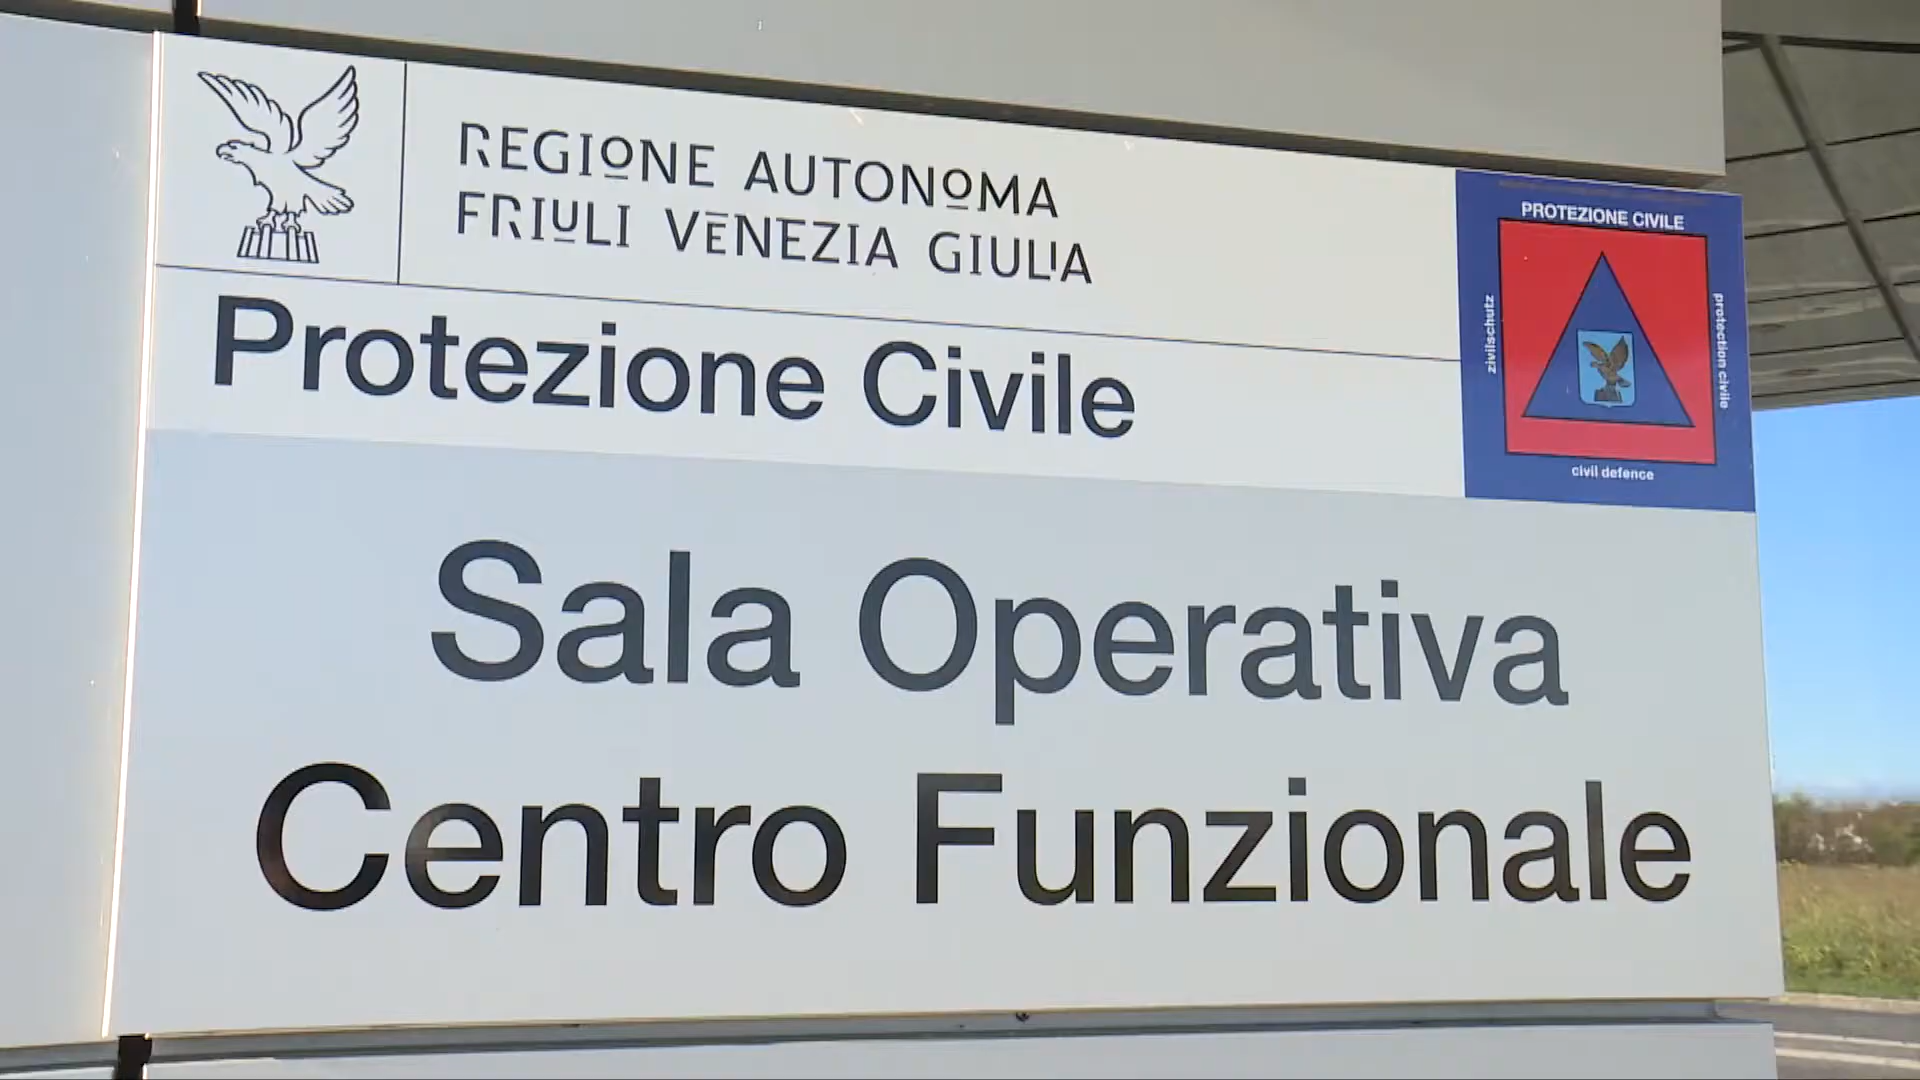 REGIONE AUTONOMA
FRIULI VENEZIA GIULIA
Protezione Civile
PROTEZIONE CIVILE
zivilschutz
protection civile
civil defence
Sala Operativa
Centro Funzionale